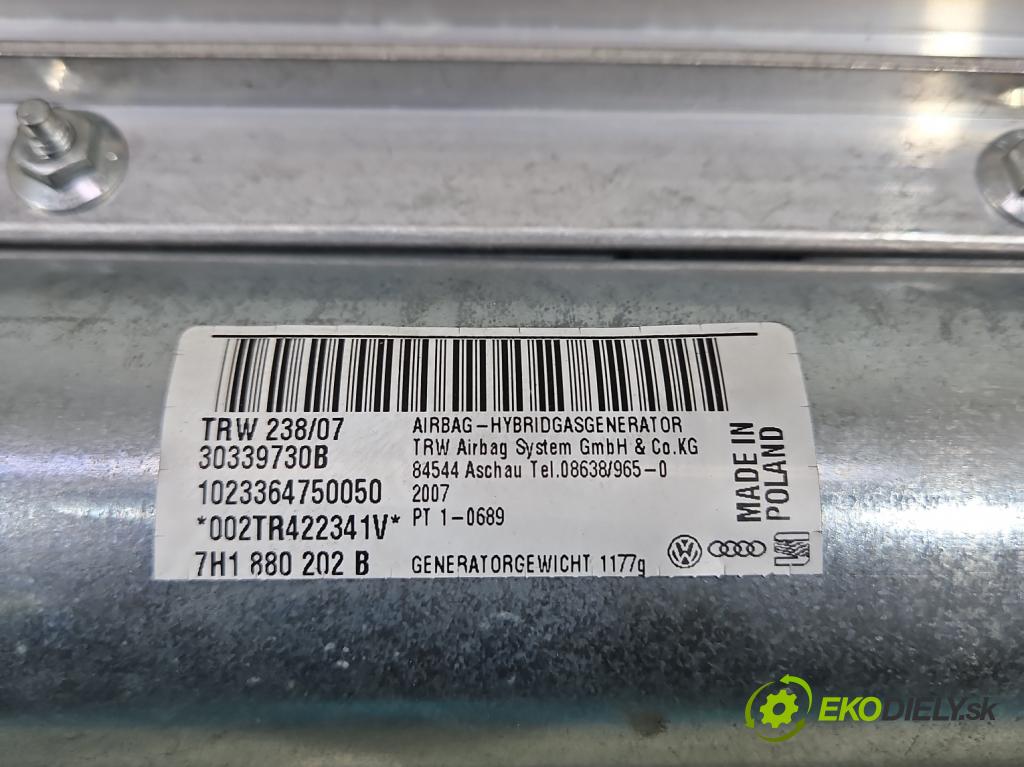 TRW 238/07
30339730B
1023364750050
*002TR422341V*
7H1 880 202 B
AIRBAG-HYBRIDGASGENERATOR
TRW Airbag System GmbH & Co.KG
84544 Aschau Tel.08638/965-0
2007
PT 1-0689
GENERATORGEWICHT 1177g
MADE IN
POLAND
EKODIELY.sk